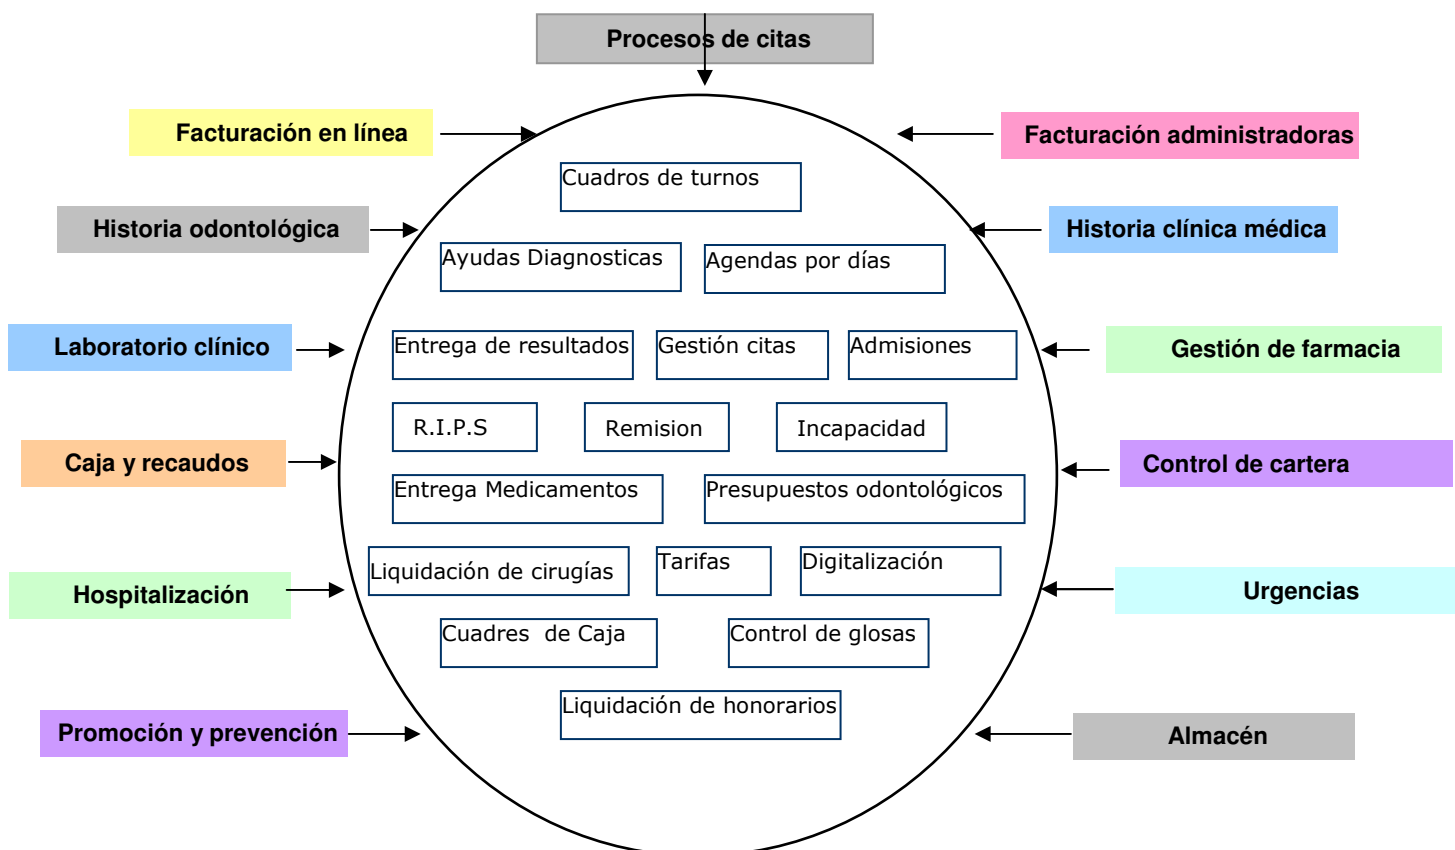 Procesos de citas
Facturación en línea
Facturación administradoras
Cuadros de turnos
Historia odontológica
Historia clínica médica
Ayudas Diagnosticas
Agendas por días
Laboratorio clínico
Entrega de resultados
Gestión citas
Admisiones
Gestión de farmacia
R.I.P.S
Remision
Incapacidad
Caja y recaudos
Control de cartera
Entrega Medicamentos
Presupuestos odontológicos
Liquidación de cirugías
Tarifas
Digitalización
Hospitalización
Urgencias
Cuadres  de Caja
Control de glosas
Liquidación de honorarios
Promoción y prevención
Almacén